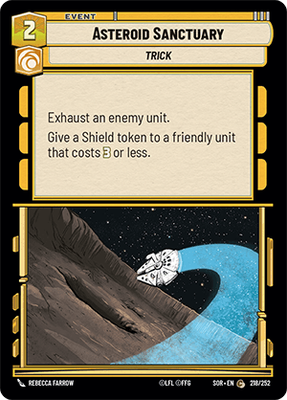 EVENT
2
ASTEROID SANCTUARY
TRICK
Exhaust an enemy unit.
Give a Shield token to a friendly unit
that costs 3 or less.
REBECCA FARROW
©LFL ©FFG
SOR • EN
218/252